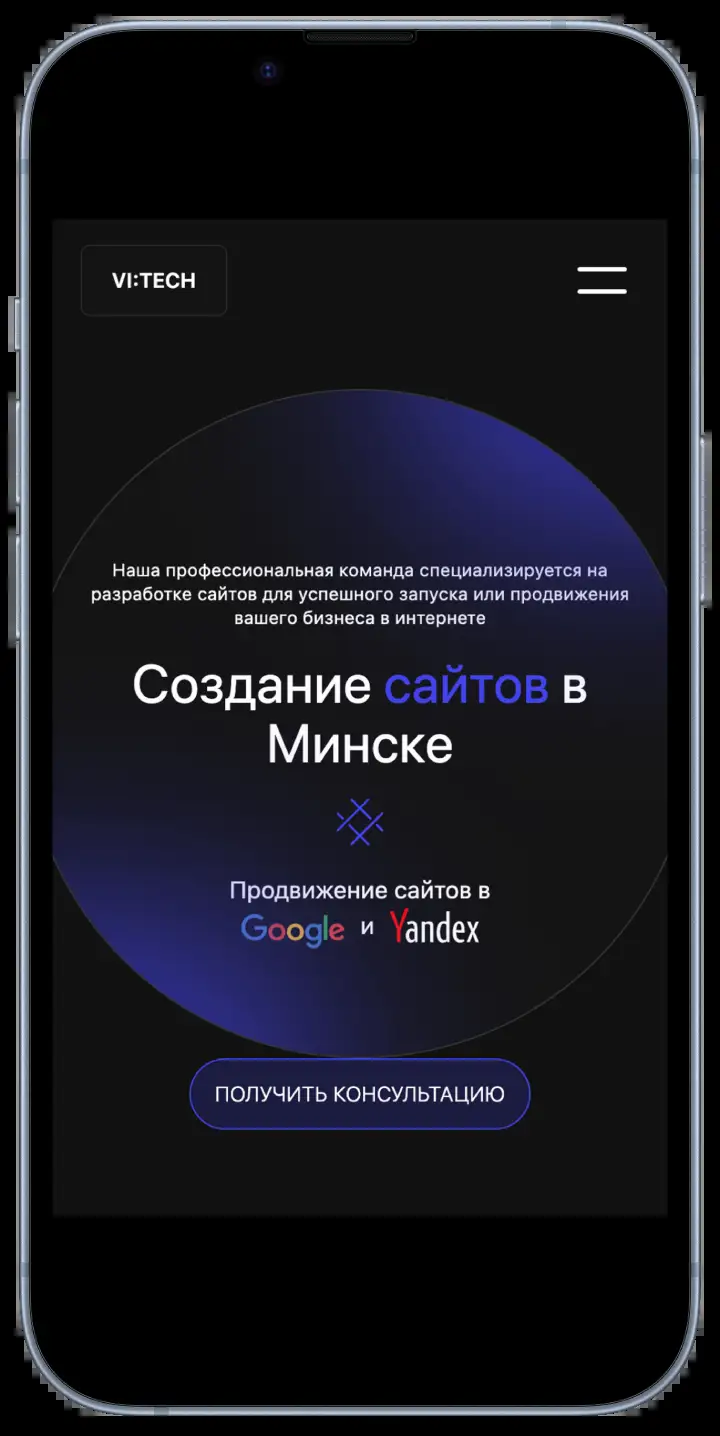 VI:TECH
Наша профессиональная команда специализируется на
разработке сайтов для успешного запуска или продвижения
вашего бизнеса в интернете
Создание сайтов в
Минске
Продвижение сайтов в
Google и Yandex
ПОЛУЧИТЬ КОНСУЛЬТАЦИЮ